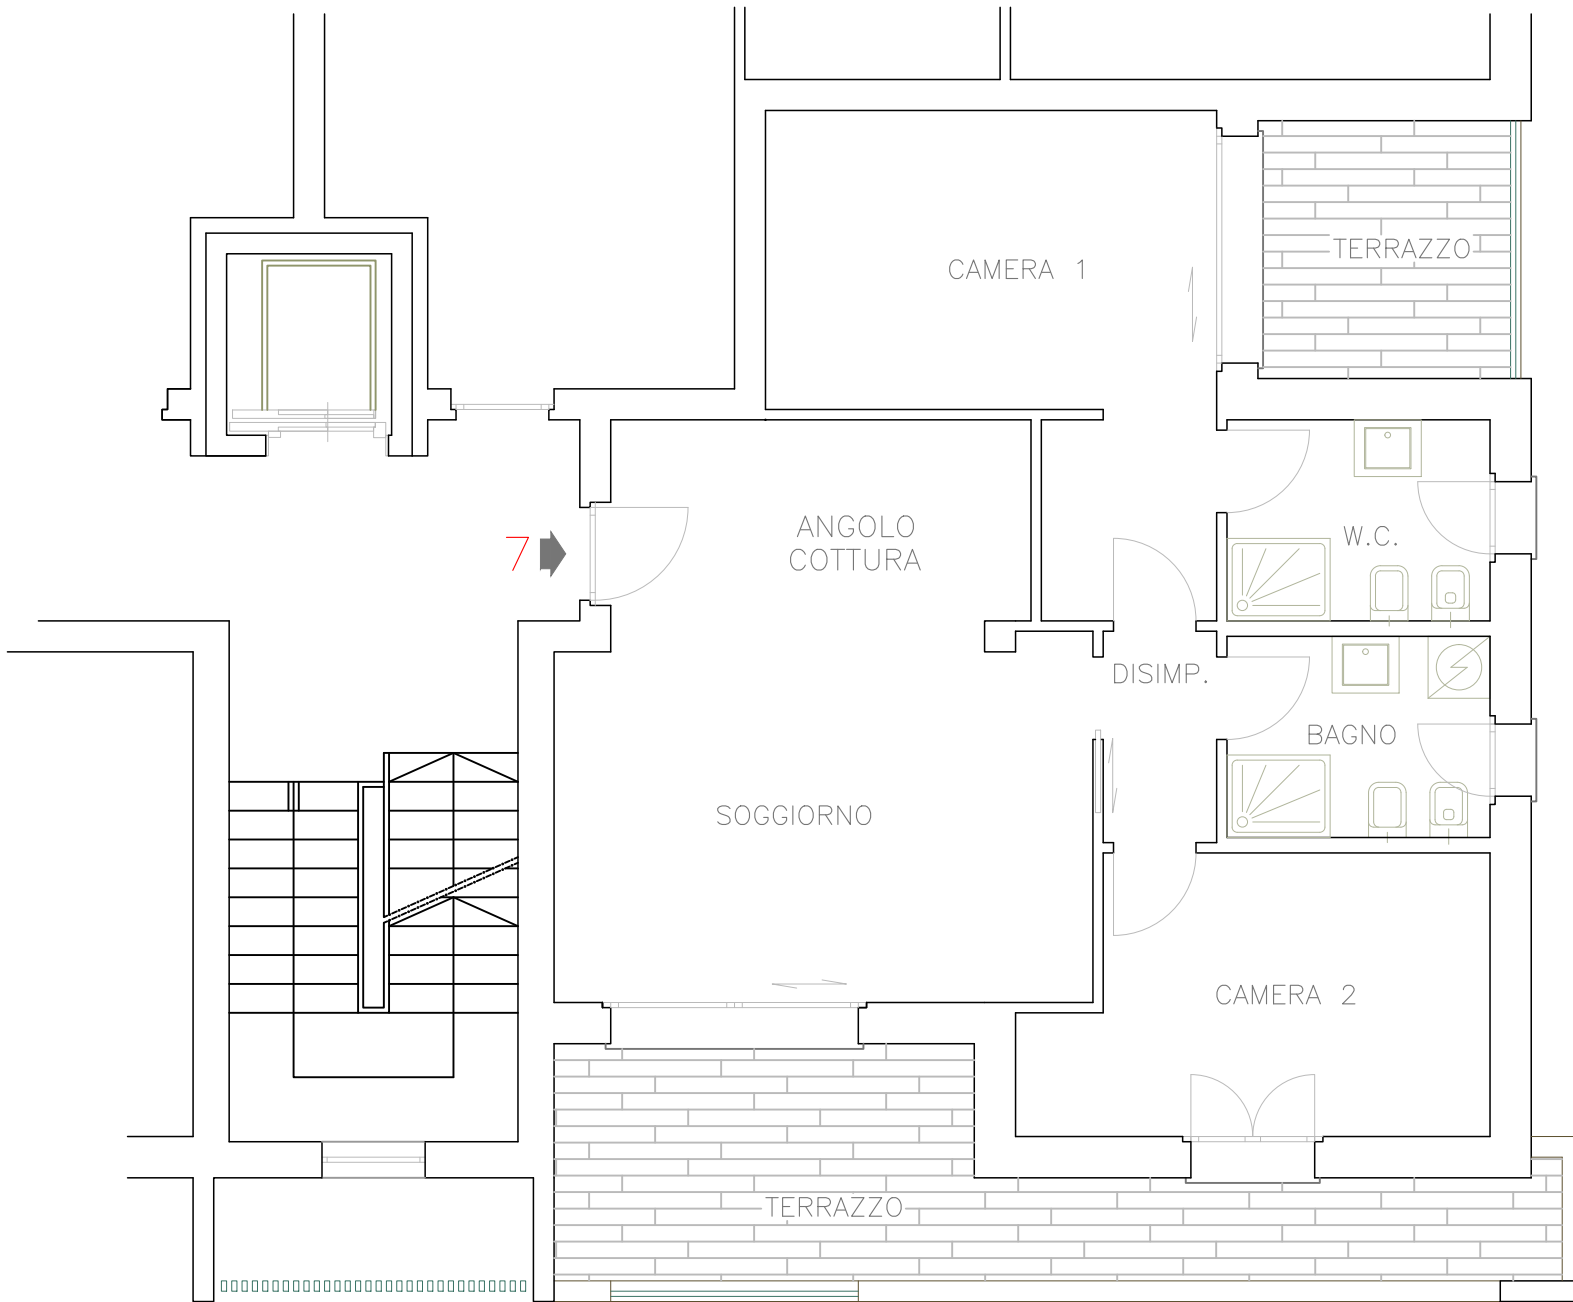 TERRAZZO
CAMERA 1
7
ANGOLO
COTTURA
W.C.
DISIMP.
BAGNO
SOGGIORNO
CAMERA 2
TERRAZZO